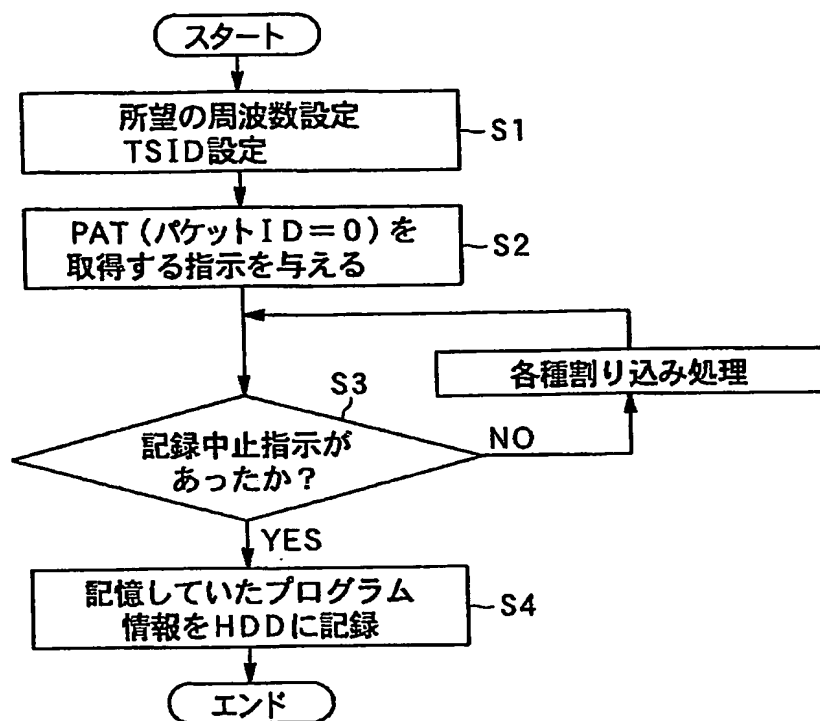 スタート
所望の周波数設定
TSID設定
S1
PAT(パケットID=0)を
取得する指示を与える
S2
各種割り込み処理
S3
記録中止指示が
あったか?
NO
YES
記憶していたプログラム
情報をHDDに記録
S4
エンド